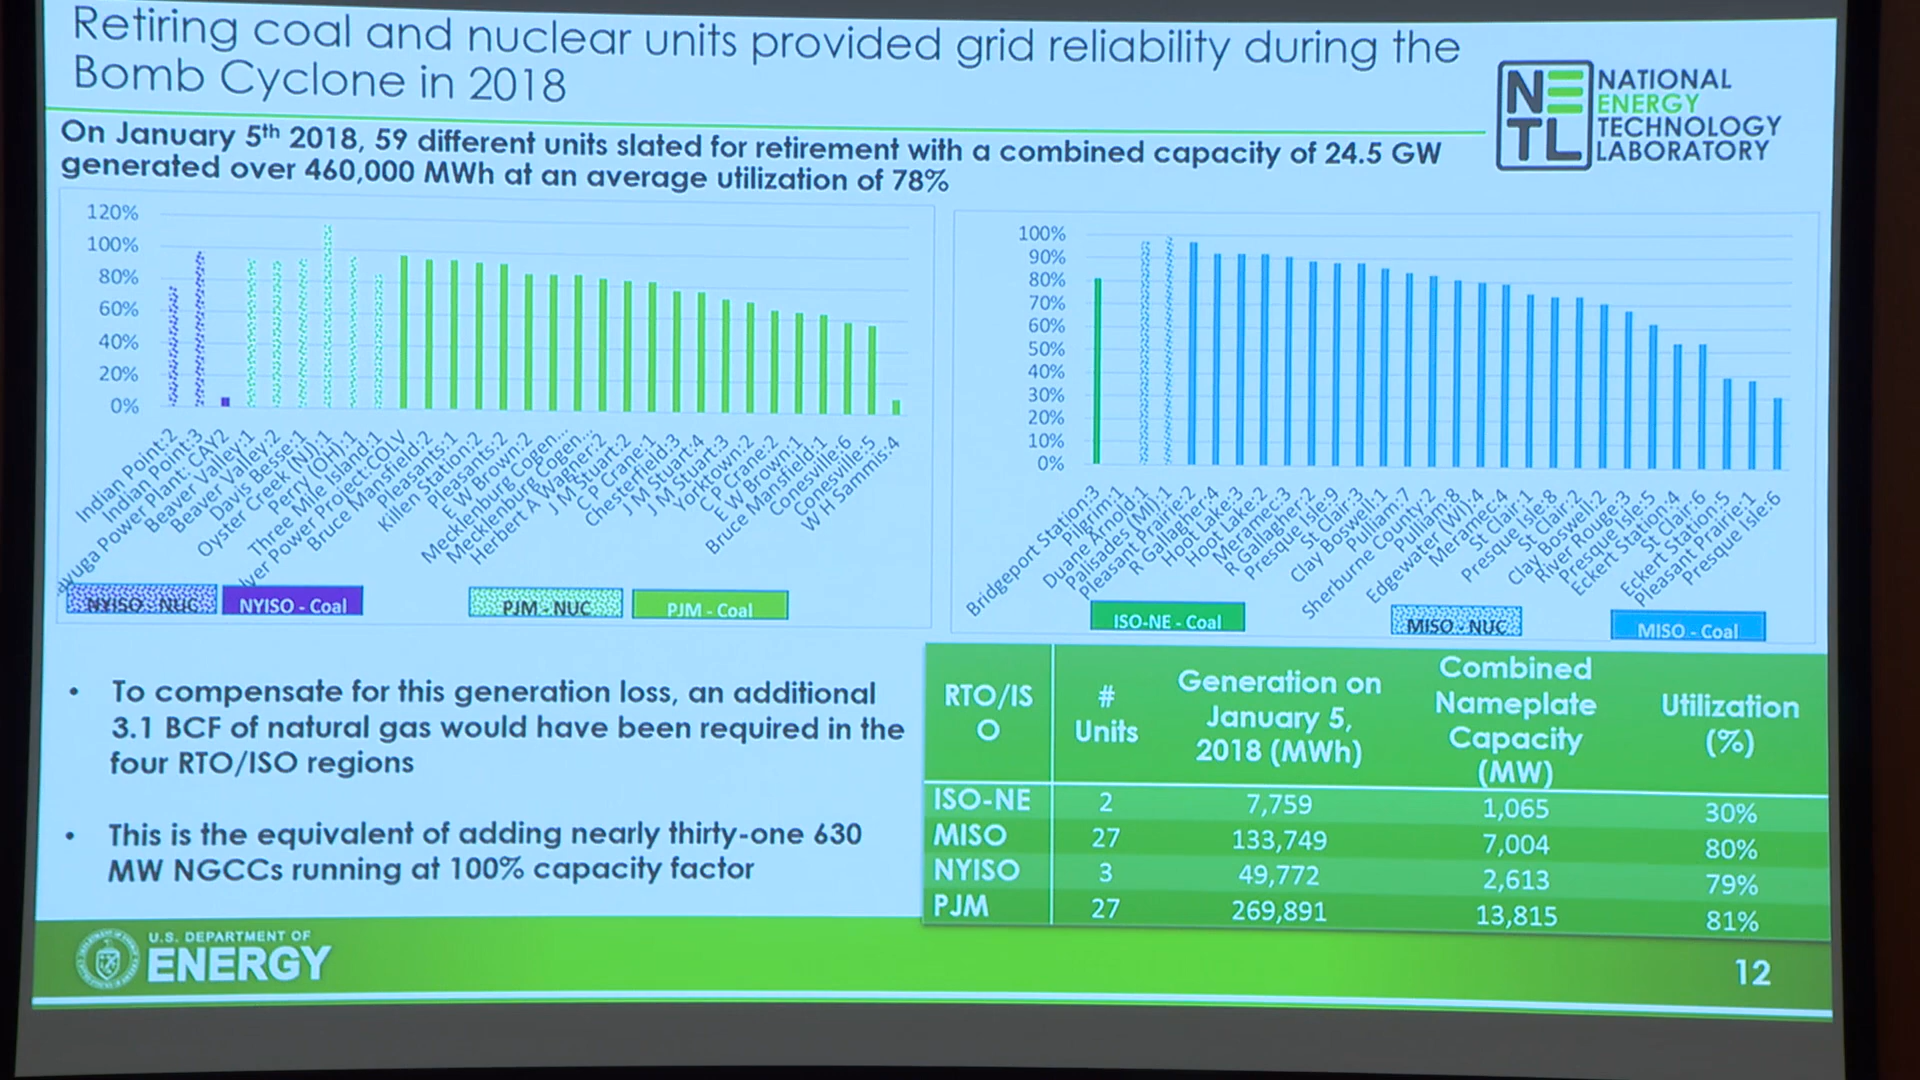 Retiring coal and nuclear units provided grid reliability during the
Bomb Cyclone in 2018
NATIONAL
ENERGY
TECHNOLOGY
LABORATORY
NETL
On January 5th 2018, 59 different units slated for retirement with a combined capacity of 24.5 GW
generated over 460,000 MWh at an average utilization of 78%
120%
100%
80%
60%
40%
20%
0%
Indian Point:2
Indian Point:3
ayuga Power Plant: CAY2
Beaver Valley:1
Beaver Valley:2
Davis Besse:1
Oyster Creek (NJ):1
Perry (OH):1
Three Mile Island:1
lver Power Project:COLV
Bruce Mansfield:2
Pleasants:1
Killen Station:2
Pleasants:2
E W Brown:2
Mecklenburg Cogen...
Mecklenburg Cogen...
Herbert A Wagner:2
J M Stuart:2
C P Crane:1
Chesterfield:3
J M Stuart:4
J M Stuart:3
Yorktown:2
C P Crane:2
E W Brown:1
Bruce Mansfield:1
Conesville:6
Conesville:5
W H Sammis:4
NYISO - NUC
NYISO - Coal
PJM - NUC
PJM - Coal
100%
90%
80%
70%
60%
50%
40%
30%
20%
10%
0%
Bridgeport Station:3
Pilgrim:1
Duane Arnold:1
Palisades (MI):1
Pleasant Prairie:2
R Gallagher:4
Hoot Lake:3
Hoot Lake:2
Meramec:3
R Gallagher:2
Presque Isle:9
St Clair:3
Clay Boswell:1
Pulliam:7
Sherburne County:2
Pulliam:8
Edgewater (WI):4
Meramec:4
St Clair:1
Presque Isle:8
St Clair:2
Clay Boswell:2
River Rouge:3
Presque Isle:5
Eckert Station:4
St Clair:6
Eckert Station:5
Pleasant Prairie:1
Presque Isle:6
ISO-NE - Coal
MISO - NUC
MISO - Coal
• To compensate for this generation loss, an additional
3.1 BCF of natural gas would have been required in the
four RTO/ISO regions
• This is the equivalent of adding nearly thirty-one 630
MW NGCCs running at 100% capacity factor
RTO/IS
O
#
Units
Generation on
January 5,
2018 (MWh)
Combined
Nameplate
Capacity
(MW)
Utilization
(%)
ISO-NE 2 7,759 1,065 30%
MISO 27 133,749 7,004 80%
NYISO 3 49,772 2,613 79%
PJM 27 269,891 13,815 81%
U.S. DEPARTMENT OF
ENERGY
12